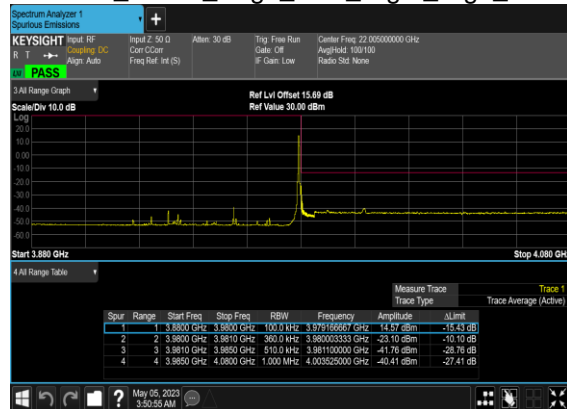 Spectrum Analyzer 1
Spurious Emissions
+
KEYSIGHT
R T
LXI PASS
Input: RF
Coupling: DC
Align: Auto
Input Z: 50 Ω
Corr CCorr
Freq Ref: Int (S)
Atten: 30 dB
Trig: Free Run
Gate: Off
IF Gain: Low
Center Freq: 22.005000000 GHz
Avg|Hold: 100/100
Radio Std: None
3 All Range Graph
Scale/Div 10.0 dB
Ref Lvl Offset 15.69 dB
Ref Value 30.00 dBm
Log
20.0
10.0
0.00
-10.0
-20.0
-30.0
-40.0
-50.0
-60.0
Start 3.880 GHz
Stop 4.080 GH
4 All Range Table
Measure Trace Trace 1
Trace Type Trace Average (Active)
Spur Range Start Freq Stop Freq RBW Frequency Amplitude ΔLimit
1 1 3.8800 GHz 3.9800 GHz 100.0 kHz 3.979166667 GHz 14.57 dBm -15.43 dB
2 2 3.9800 GHz 3.9810 GHz 360.0 kHz 3.980003333 GHz -23.10 dBm -10.10 dB
3 3 3.9810 GHz 3.9850 GHz 510.0 kHz 3.981100000 GHz -41.76 dBm -28.76 dB
4 4 3.9850 GHz 4.0800 GHz 1.000 MHz 4.003525000 GHz -40.41 dBm -27.41 dB
?
May 05, 2023
3:50:55 AM